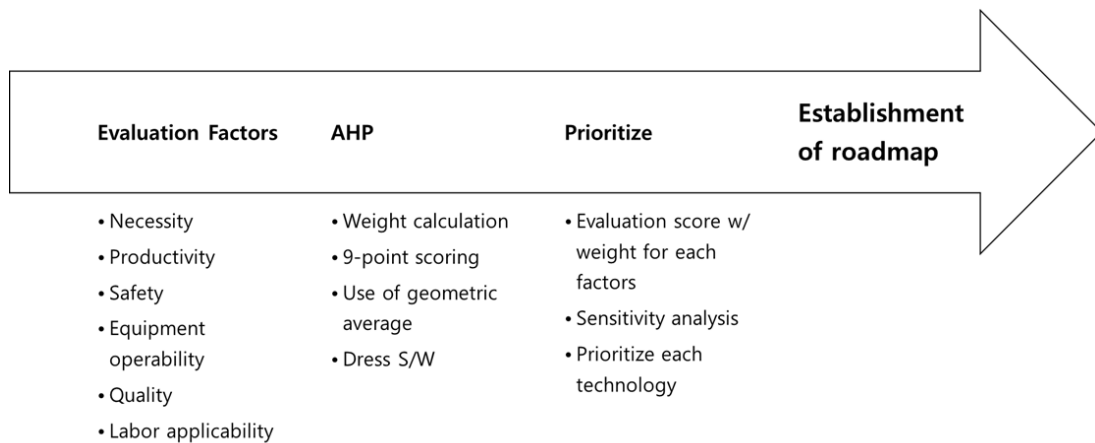 Evaluation Factors
AHP
Prioritize
Establishment
of roadmap
• Necessity
• Productivity
• Safety
• Equipment
operability
• Quality
• Labor applicability
• Weight calculation
• 9-point scoring
• Use of geometric
average
• Dress S/W
• Evaluation score w/
weight for each
factors
• Sensitivity analysis
• Prioritize each
technology